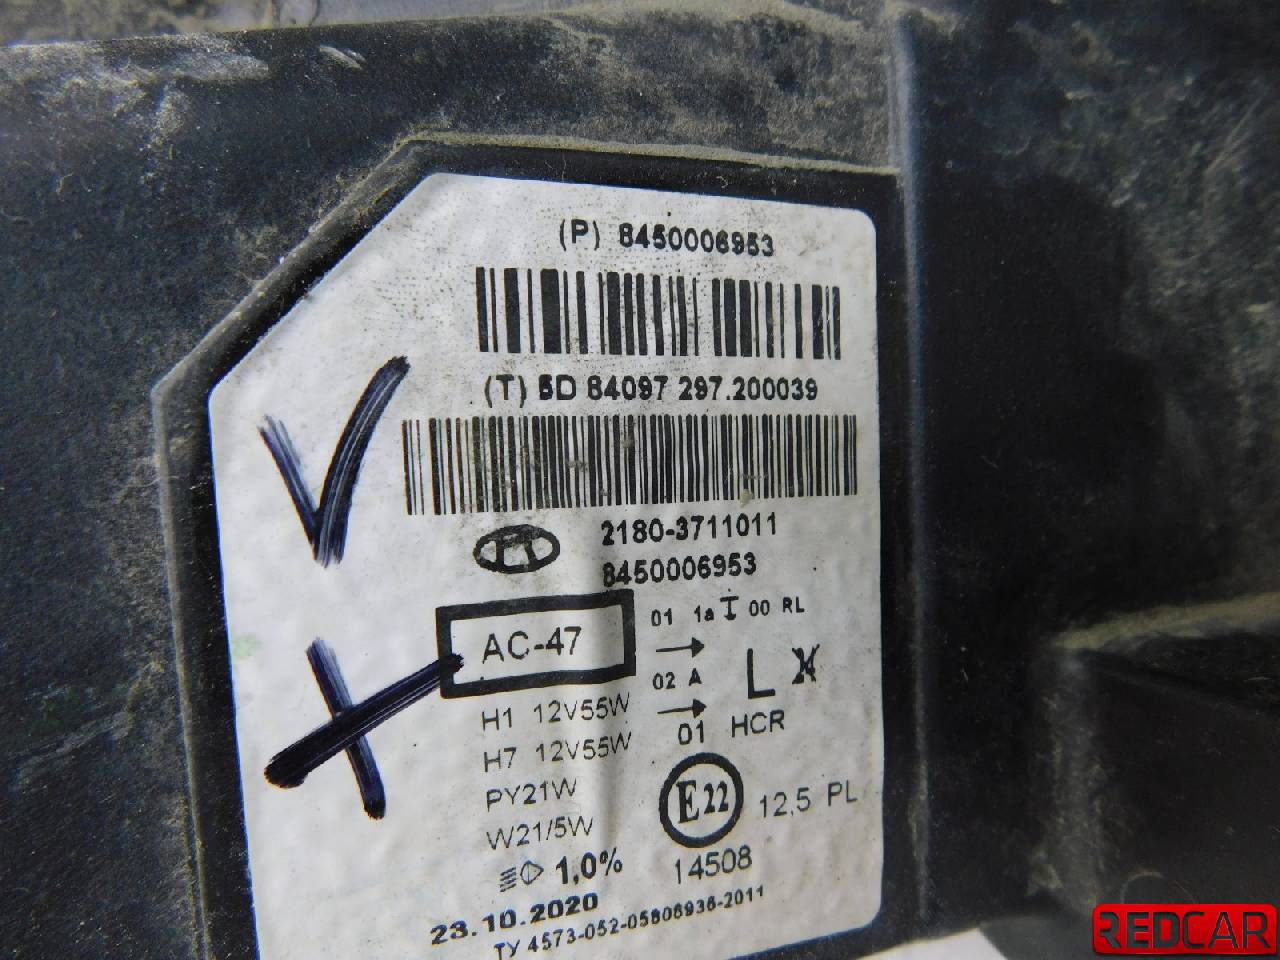 (P) 8450006953
(T) 5D 84097 297.200039
2180-3711011
8450006953
AC-47
01 1a I 00 RL
02 A
L X
H1 12V55W
01 HCR
H7 12V55W
PY21W
E22
12,5 PL
W21/5W
1,0%
14508
23.10.2020
ТУ 4573-052-05806936-2011
REDCAR